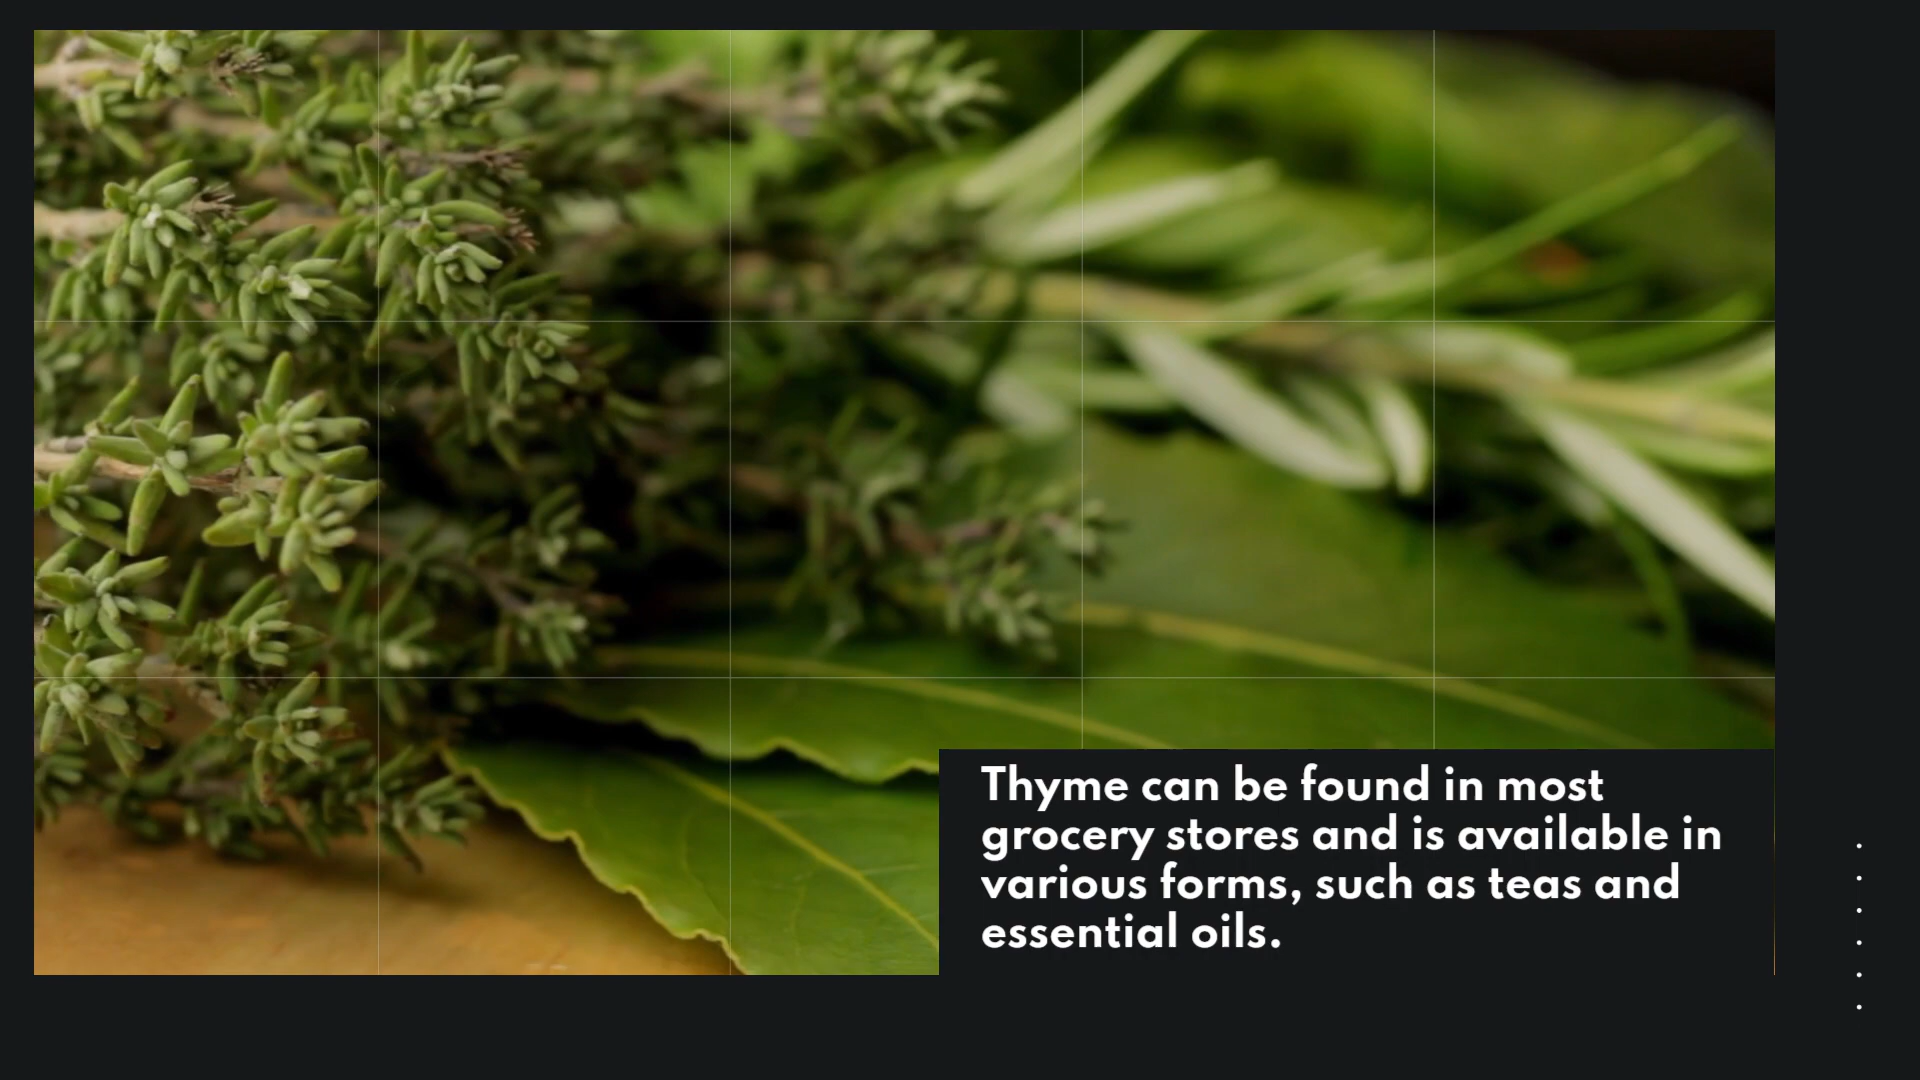 Thyme can be found in most
grocery stores and is available in
various forms, such as teas and
essential oils.